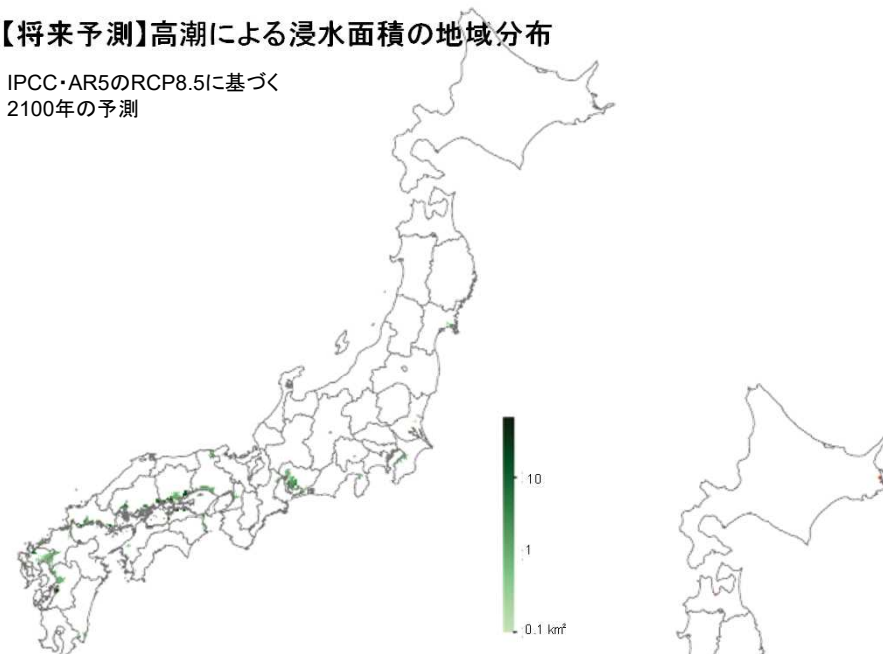 【将来予測】高潮による浸水面積の地域分布
IPCC・AR5のRCP8.5に基づく
2100年の予測
10
1
0.1 km²